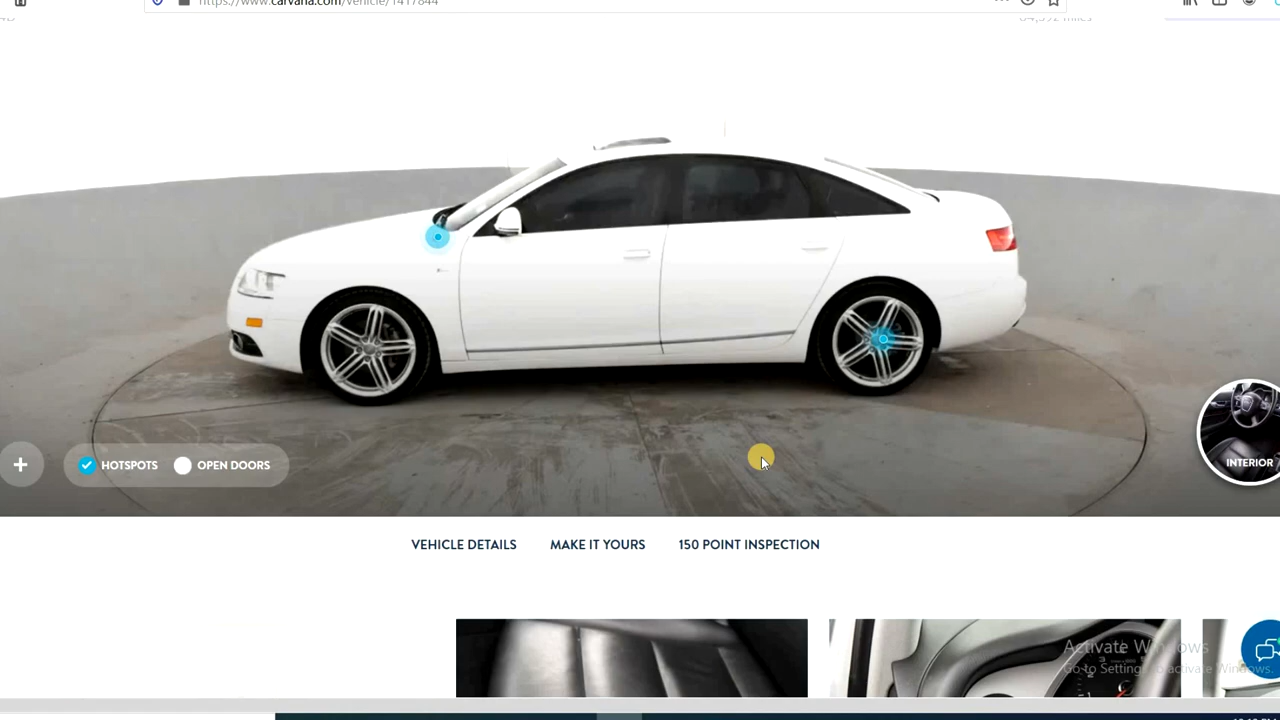 https://www.carvana.com/vehicle/1417844
64,392 miles
HOTSPOTS
OPEN DOORS
INTERIOR
VEHICLE DETAILS
MAKE IT YOURS
150 POINT INSPECTION
Activate Windows
Go to Settings to activate Windows.